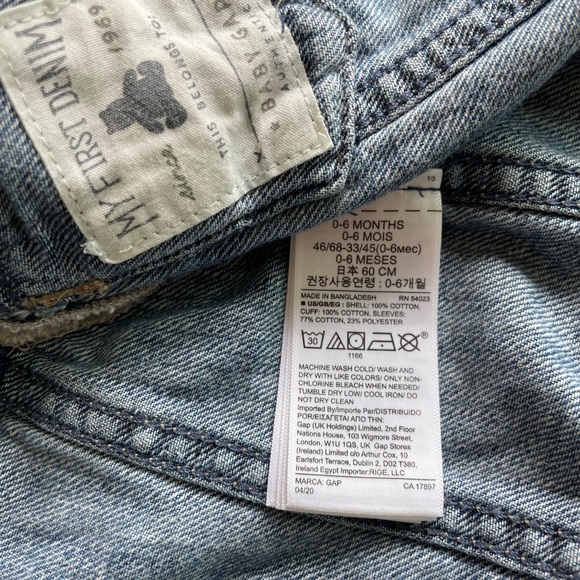 MY FIRST DENIM
since
1969
THIS BELONGS TO:
X
BABY GAP
AUTHENTIC
1/5
0-6 MONTHS
0-6 MOIS
46/68-33/45(0-6мес)
0-6 MESES
日本 60 CM
권장사용연령 : 0-6개월
MADE IN BANGLADESH RN 54023
■ US/GB/EG : SHELL: 100% COTTON,
CUFF: 100% COTTON, SLEEVES:
77% COTTON, 23% POLYESTER
30
1166
MACHINE WASH COLD/ WASH AND
DRY WITH LIKE COLORS/ ONLY NON-
CHLORINE BLEACH WHEN NEEDED/
TUMBLE DRY LOW/ COOL IRON/ DO
NOT DRY CLEAN
Imported By/Importe Par/DISTRIBUIDO
POR/ΕΙΣΑΓΕΤΑΙ ΑΠΟ:
Gap (UK Holdings) Limited, 2nd Floor
Nations House, 103 Wigmore Street,
London, W1U 1QS, UK Gap Stores
(Ireland) Limited c/o Arthur Cox, 10
Earlsfort Terrace, Dublin 2, D02 T380,
Ireland Egypt Importer:RIGE, LLC
MARCA: GAP CA 17897
04/20